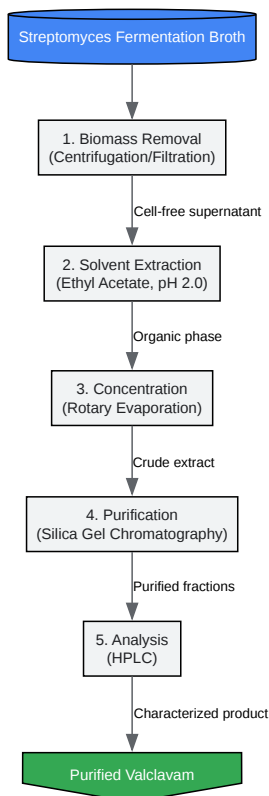 Streptomyces Fermentation Broth
1. Biomass Removal
(Centrifugation/Filtration)
Cell-free supernatant
2. Solvent Extraction
(Ethyl Acetate, pH 2.0)
Organic phase
3. Concentration
(Rotary Evaporation)
Crude extract
4. Purification
(Silica Gel Chromatography)
Purified fractions
5. Analysis
(HPLC)
Characterized product
Purified Valclavam